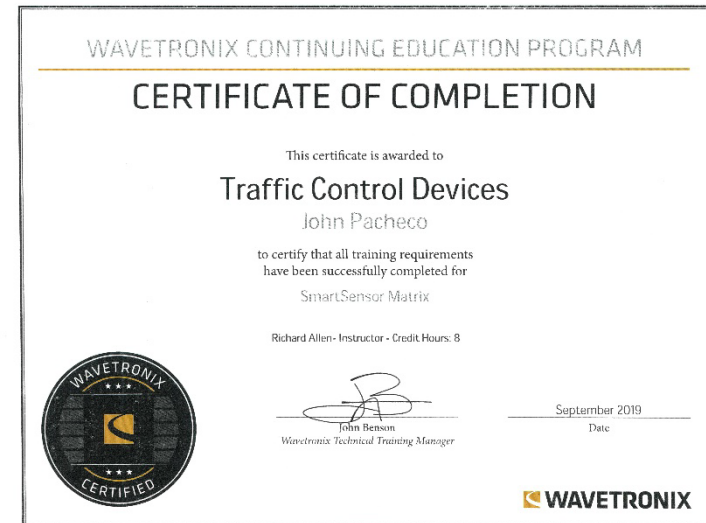 WAVETRONIX CONTINUING EDUCATION PROGRAM
CERTIFICATE OF COMPLETION
This certificate is awarded to
Traffic Control Devices
John Pacheco
to certify that all training requirements
have been successfully completed for
SmartSensor Matrix
Richard Allen- Instructor - Credit Hours: 8
John Benson
Wavetronix Technical Training Manager
September 2019
Date
WAVETRONIX
CERTIFIED
WAVETRONIX